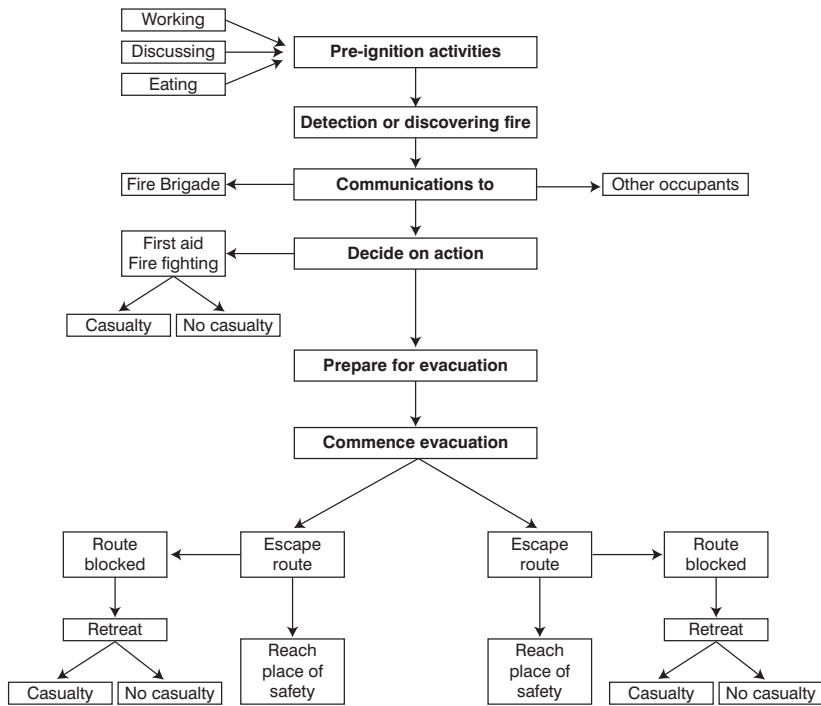 Working
Discussing
Eating
Pre-ignition activities
Detection or discovering fire
Fire Brigade
Communications to
Other occupants
First aid
Fire fighting
Decide on action
Casualty
No casualty
Prepare for evacuation
Commence evacuation
Route
blocked
Escape
route
Escape
route
Route
blocked
Retreat
Reach
place of
safety
Reach
place of
safety
Retreat
Casualty
No casualty
Casualty
No casualty